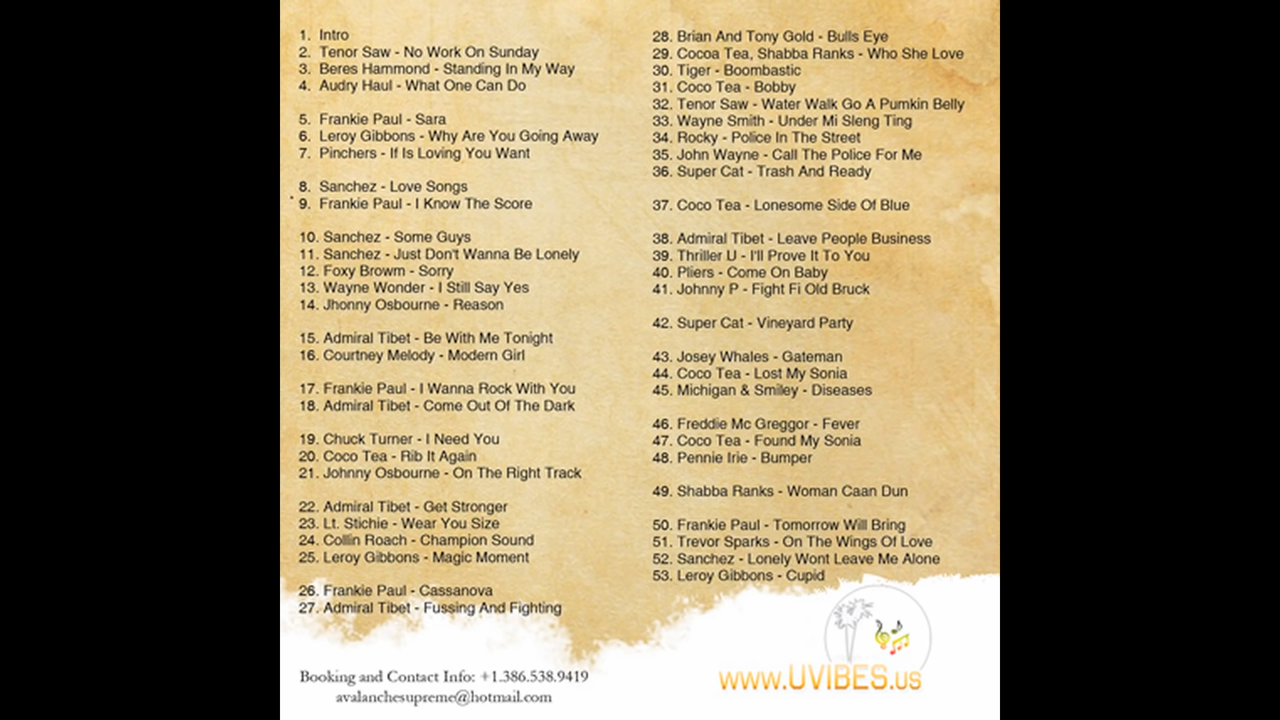 1. Intro
2. Tenor Saw - No Work On Sunday
3. Beres Hammond - Standing In My Way
4. Audry Haul - What One Can Do
5. Frankie Paul - Sara
6. Leroy Gibbons - Why Are You Going Away
7. Pinchers - If Is Loving You Want
8. Sanchez - Love Songs
9. Frankie Paul - I Know The Score
10. Sanchez - Some Guys
11. Sanchez - Just Don't Wanna Be Lonely
12. Foxy Browm - Sorry
13. Wayne Wonder - I Still Say Yes
14. Jhonny Osbourne - Reason
15. Admiral Tibet - Be With Me Tonight
16. Courtney Melody - Modern Girl
17. Frankie Paul - I Wanna Rock With You
18. Admiral Tibet - Come Out Of The Dark
19. Chuck Turner - I Need You
20. Coco Tea - Rib It Again
21. Johnny Osbourne - On The Right Track
22. Admiral Tibet - Get Stronger
23. Lt. Stichie - Wear You Size
24. Collin Roach - Champion Sound
25. Leroy Gibbons - Magic Moment
26. Frankie Paul - Cassanova
27. Admiral Tibet - Fussing And Fighting
28. Brian And Tony Gold - Bulls Eye
29. Cocoa Tea, Shabba Ranks - Who She Love
30. Tiger - Boombastic
31. Coco Tea - Bobby
32. Tenor Saw - Water Walk Go A Pumkin Belly
33. Wayne Smith - Under Mi Sleng Ting
34. Rocky - Police In The Street
35. John Wayne - Call The Police For Me
36. Super Cat - Trash And Ready
37. Coco Tea - Lonesome Side Of Blue
38. Admiral Tibet - Leave People Business
39. Thriller U - I'll Prove It To You
40. Pliers - Come On Baby
41. Johnny P - Fight Fi Old Bruck
42. Super Cat - Vineyard Party
43. Josey Whales - Gateman
44. Coco Tea - Lost My Sonia
45. Michigan & Smiley - Diseases
46. Freddie Mc Greggor - Fever
47. Coco Tea - Found My Sonia
48. Pennie Irie - Bumper
49. Shabba Ranks - Woman Caan Dun
50. Frankie Paul - Tomorrow Will Bring
51. Trevor Sparks - On The Wings Of Love
52. Sanchez - Lonely Wont Leave Me Alone
53. Leroy Gibbons - Cupid
Booking and Contact Info: +1.386.538.9419
avalanchesupreme@hotmail.com
www.UVIBES.us